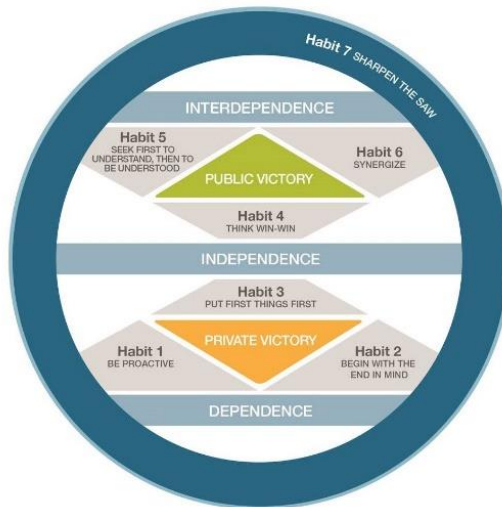 Habit 7 SHARPEN THE SAW
INTERDEPENDENCE
Habit 5
SEEK FIRST TO
UNDERSTAND, THEN TO
BE UNDERSTOOD
Habit 6
SYNERGIZE
PUBLIC VICTORY
Habit 4
THINK WIN-WIN
INDEPENDENCE
Habit 3
PUT FIRST THINGS FIRST
PRIVATE VICTORY
Habit 1
BE PROACTIVE
Habit 2
BEGIN WITH THE
END IN MIND
DEPENDENCE